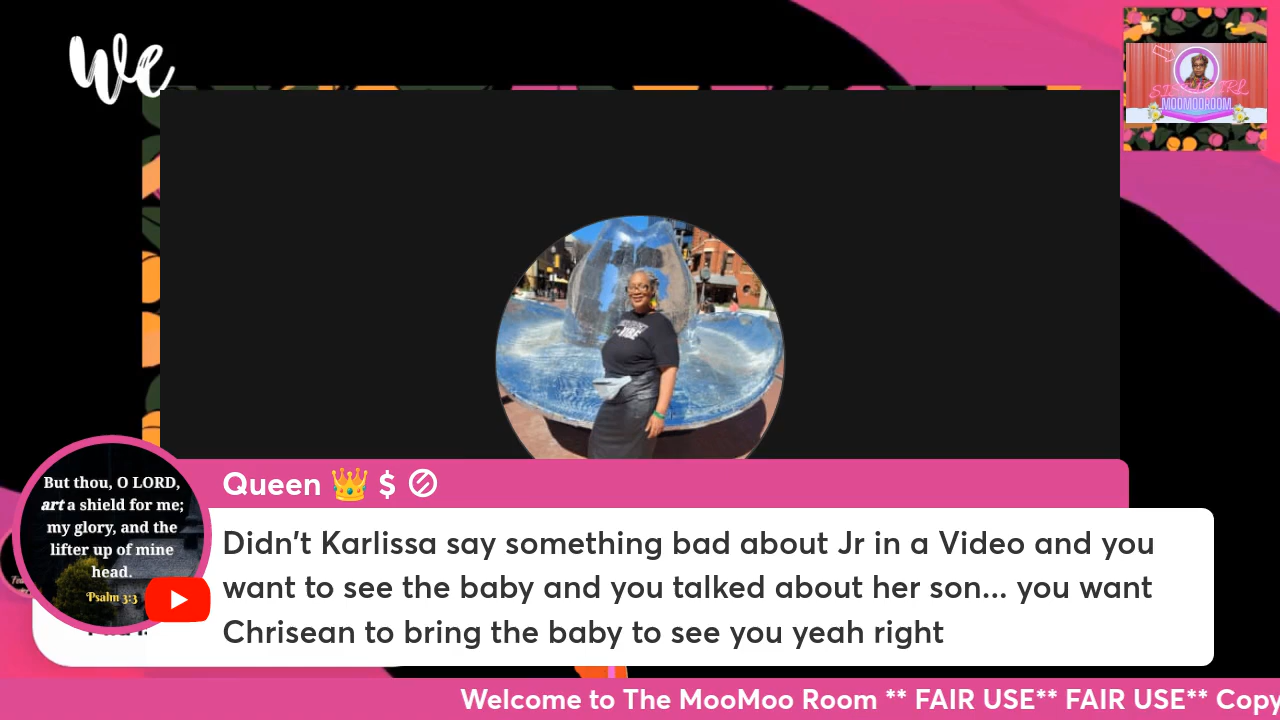 We
MOOMOOROOM
VIBE
Queen 👑 $
But thou, O LORD,
art a shield for me;
my glory, and the
lifter up of mine
head.
Psalm 3:3
Didn't Karlissa say something bad about Jr in a Video and you
want to see the baby and you talked about her son... you want
Chrisean to bring the baby to see you yeah right
Welcome to The MooMoo Room ** FAIR USE** FAIR USE** Copy